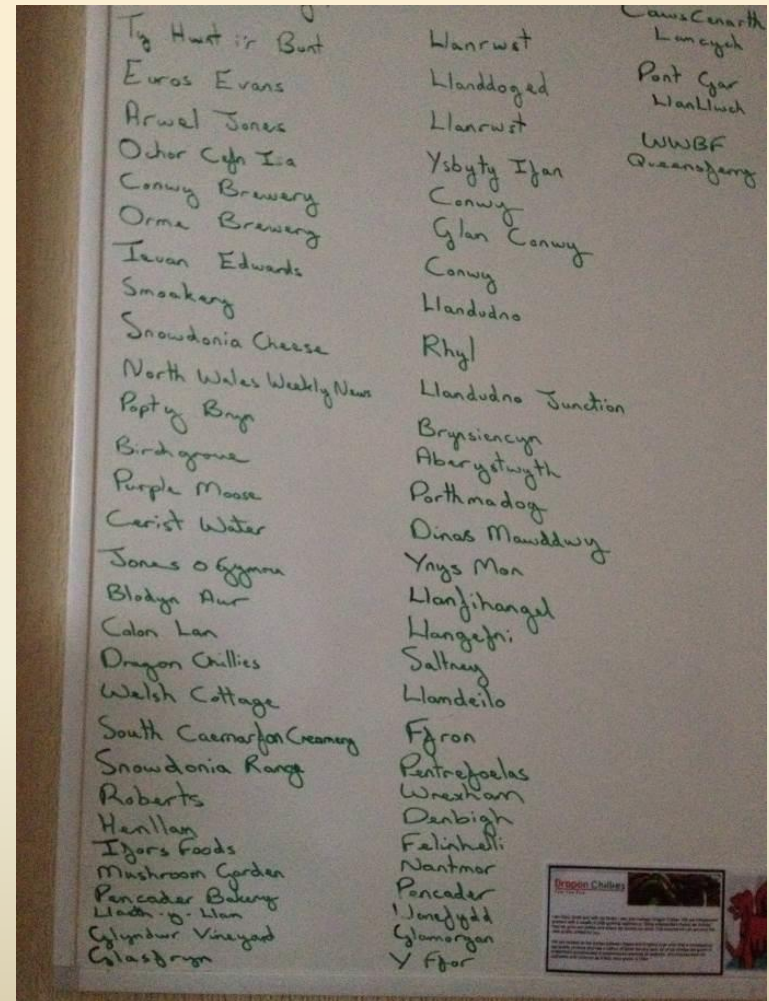 Ty Hwnt i'r Bont Llanrwst
Euros Evans Llanddoged
Arwel Jones Llanrwst
Ochor Cefn Isa Ysbyty Ifan
Conwy Brewery Conwy
Orme Brewery Glan Conwy
Ieuan Edwards Conwy
Smoakery Llandudno
Snowdonia Cheese Rhyl
North Wales Weekly News Llandudno Junction
Popty Bryn Brynsiencyn
Birchgrove Aberystwyth
Purple Moose Porthmadog
Cerist Water Dinas Mawddwy
Jones o Gymru Ynys Mon
Blodyn Aur Llanfihangel
Calon Lan Llangefni
Dragon Chillies Saltney
Welsh Cottage Llandeilo
South Caernarfon Creamery Ffron
Snowdonia Range Pentrefoelas
Roberts Wrexham
Henllan Denbigh
Ifors Foods Felinhelli
Mushroom Garden Nantmor
Pencader Bakery Pencader
Llaeth-y-Llan Llanefydd
Glyndwr Vineyard Glamorgan
Glasfryn Y Ffor
Caws Cenarth
Lancych
Pont Gar
LlanLlwch
WWBF
Queensferry
Dragon Chillies